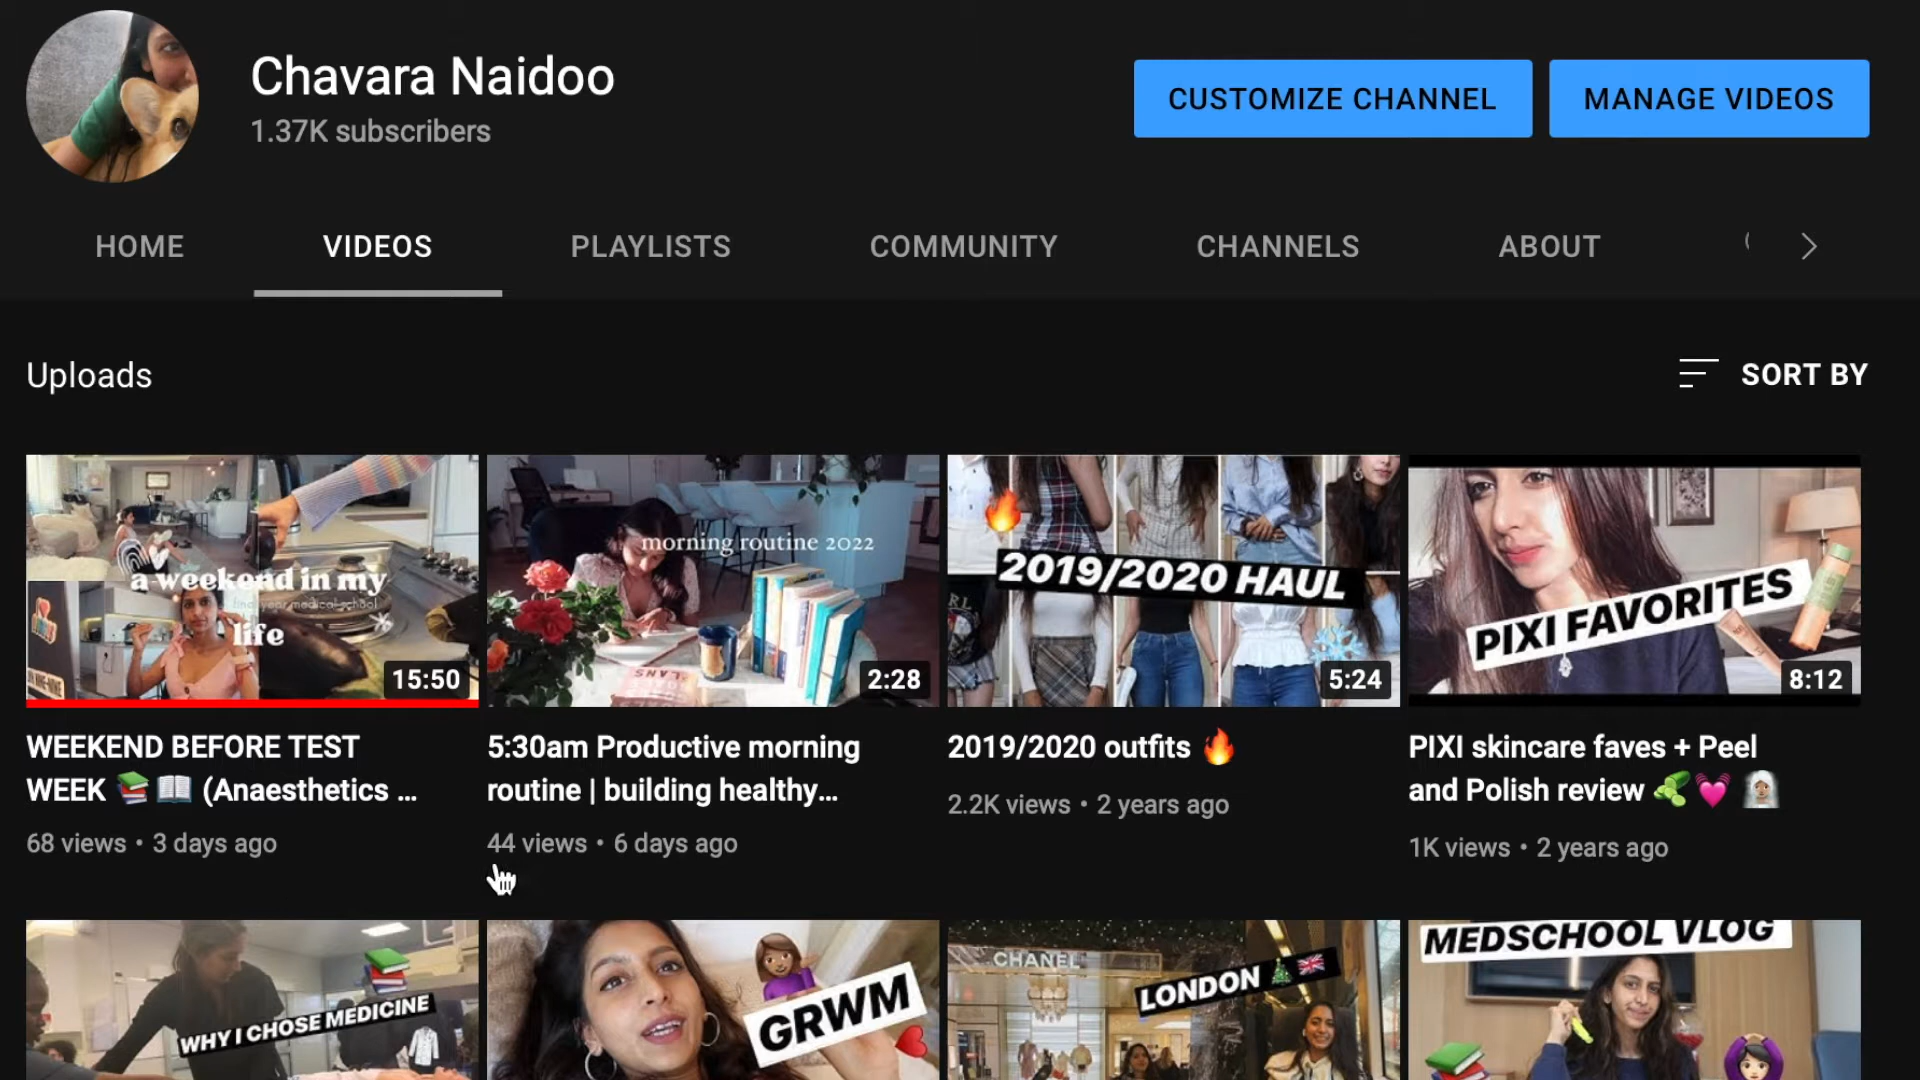 Chavara Naidoo
1.37K subscribers
CUSTOMIZE CHANNEL
MANAGE VIDEOS
HOME
VIDEOS
PLAYLISTS
COMMUNITY
CHANNELS
ABOUT
Uploads
SORT BY
a weekend in my
final year medical school
life
15:50
morning routine 2022
2:28
2019/2020 HAUL
5:24
PIXI FAVORITES
8:12
WEEKEND BEFORE TEST
WEEK 📚📖 (Anaesthetics ...
68 views • 3 days ago
5:30am Productive morning
routine | building healthy...
44 views • 6 days ago
2019/2020 outfits 🔥
2.2K views • 2 years ago
PIXI skincare faves + Peel
and Polish review 🥒💓👰🏽
1K views • 2 years ago
WHY I CHOSE MEDICINE
GRWM
CHANEL
LONDON 🎄🇬🇧
MEDSCHOOL VLOG